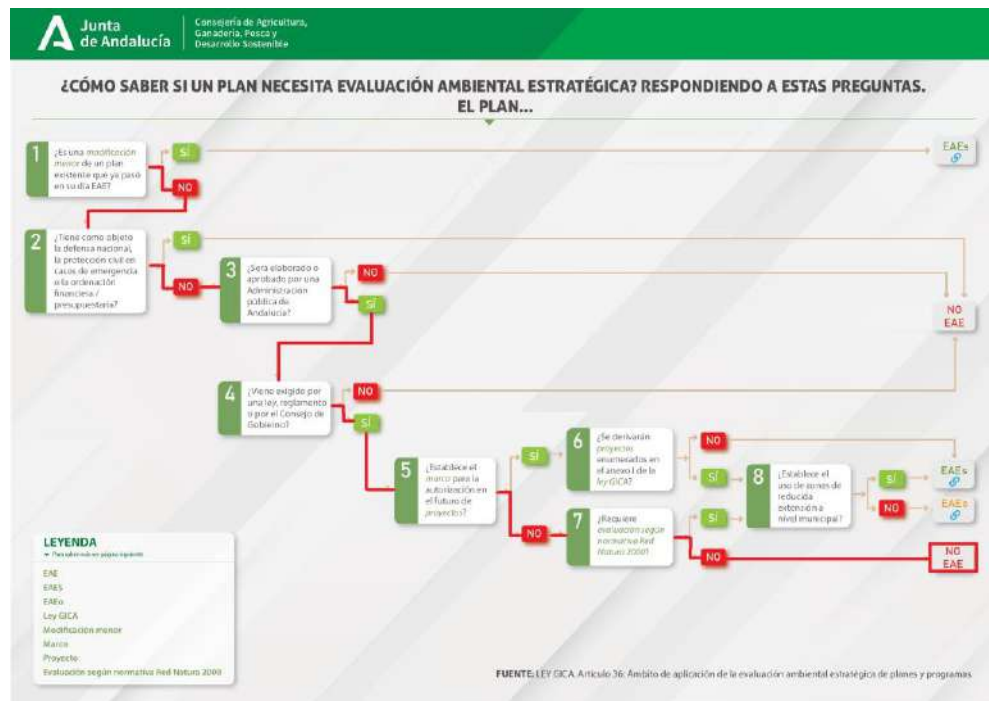 Junta
de Andalucía
Consejería de Agricultura,
Ganadería, Pesca y
Desarrollo Sostenible
¿CÓMO SABER SI UN PLAN NECESITA EVALUACIÓN AMBIENTAL ESTRATÉGICA? RESPONDIENDO A ESTAS PREGUNTAS.
EL PLAN...
1
¿Es una modificación
menor de un plan
existente que ya pasó
en su día EAE?
SÍ
NO
EAEs
2
¿Tiene como objeto
la defensa nacional,
la protección civil en
casos de emergencia
o la ordenación
financiera /
presupuestaria?
SÍ
NO
3
¿Será elaborado o
aprobado por una
Administración
pública de
Andalucía?
NO
SÍ
NO
EAE
4
¿Viene exigido por
una ley, reglamento
o por el Consejo de
Gobierno?
NO
SÍ
5
¿Establece el
marco para la
autorización en
el futuro de
proyectos?
SÍ
NO
6
¿Se derivarán
proyectos
enumerados en
el anexo I de la
ley GICA?
NO
SÍ
7
¿Requiere
evaluación según
normativa Red
Natura 2000?
SÍ
NO
8
¿Establece el
uso de zonas de
reducida
extensión a
nivel municipal?
SÍ
NO
EAEs
EAEo
NO
EAE
LEYENDA
EAE
EAES
EAEo
Ley GICA
Modificación menor
Marco
Proyecto
Evaluación según normativa Red Natura 2000
FUENTE: LEY GICA. Artículo 36: Ámbito de aplicación de la evaluación ambiental estratégica de planes y programas